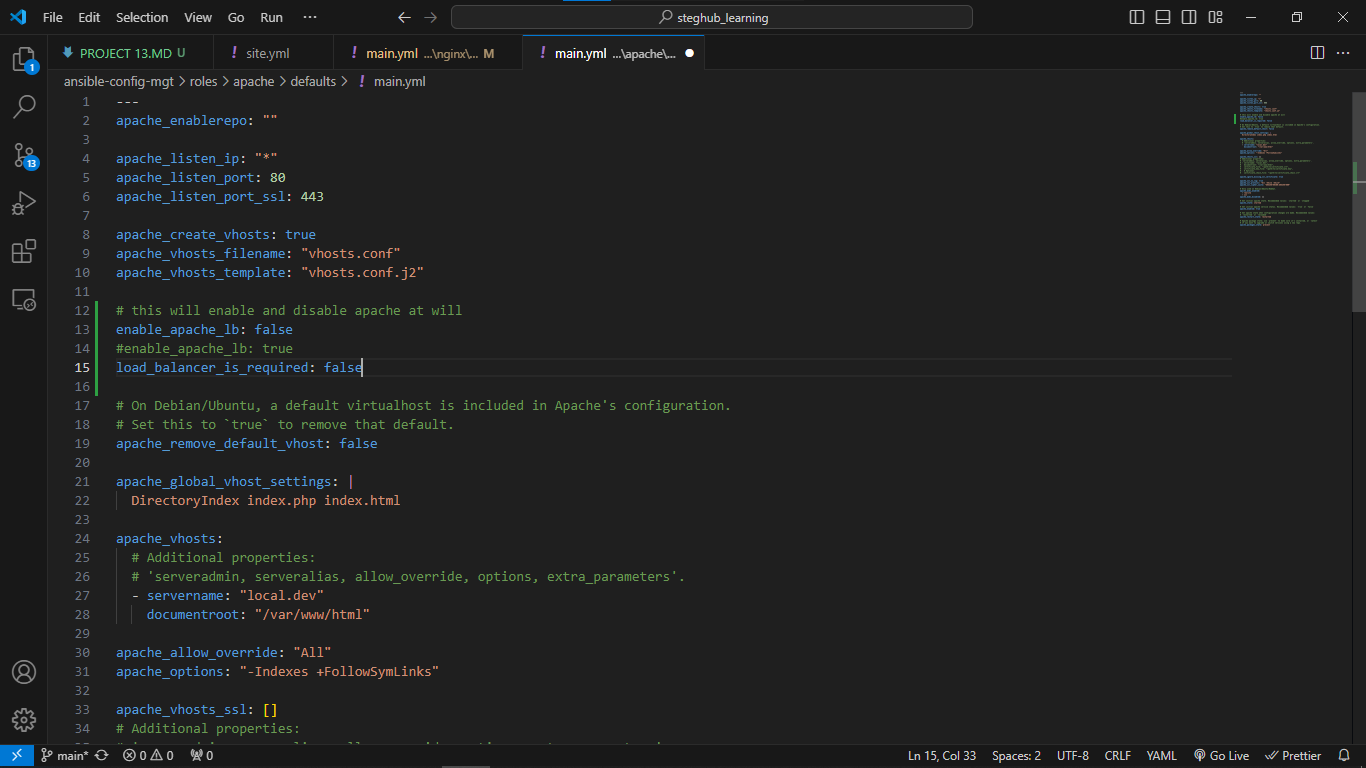 File Edit Selection View Go Run ··· steghub_learning
PROJECT 13.MD U ! site.yml ! main.yml ...\nginx\... M ! main.yml ...\apache\...
ansible-config-mgt > roles > apache > defaults > ! main.yml
1 ---
2 apache_enablerepo: ""
3
4 apache_listen_ip: "*"
5 apache_listen_port: 80
6 apache_listen_port_ssl: 443
7
8 apache_create_vhosts: true
9 apache_vhosts_filename: "vhosts.conf"
10 apache_vhosts_template: "vhosts.conf.j2"
11
12 # this will enable and disable apache at will
13 enable_apache_lb: false
14 #enable_apache_lb: true
15 load_balancer_is_required: false
16
17 # On Debian/Ubuntu, a default virtualhost is included in Apache's configuration.
18 # Set this to `true` to remove that default.
19 apache_remove_default_vhost: false
20
21 apache_global_vhost_settings: |
22 DirectoryIndex index.php index.html
23
24 apache_vhosts:
25 # Additional properties:
26 # 'serveradmin, serveralias, allow_override, options, extra_parameters'.
27 - servername: "local.dev"
28 documentroot: "/var/www/html"
29
30 apache_allow_override: "All"
31 apache_options: "-Indexes +FollowSymLinks"
32
33 apache_vhosts_ssl: []
34 # Additional properties:
1
13
main* 0 0 0 Ln 15, Col 33 Spaces: 2 UTF-8 CRLF YAML Go Live Prettier